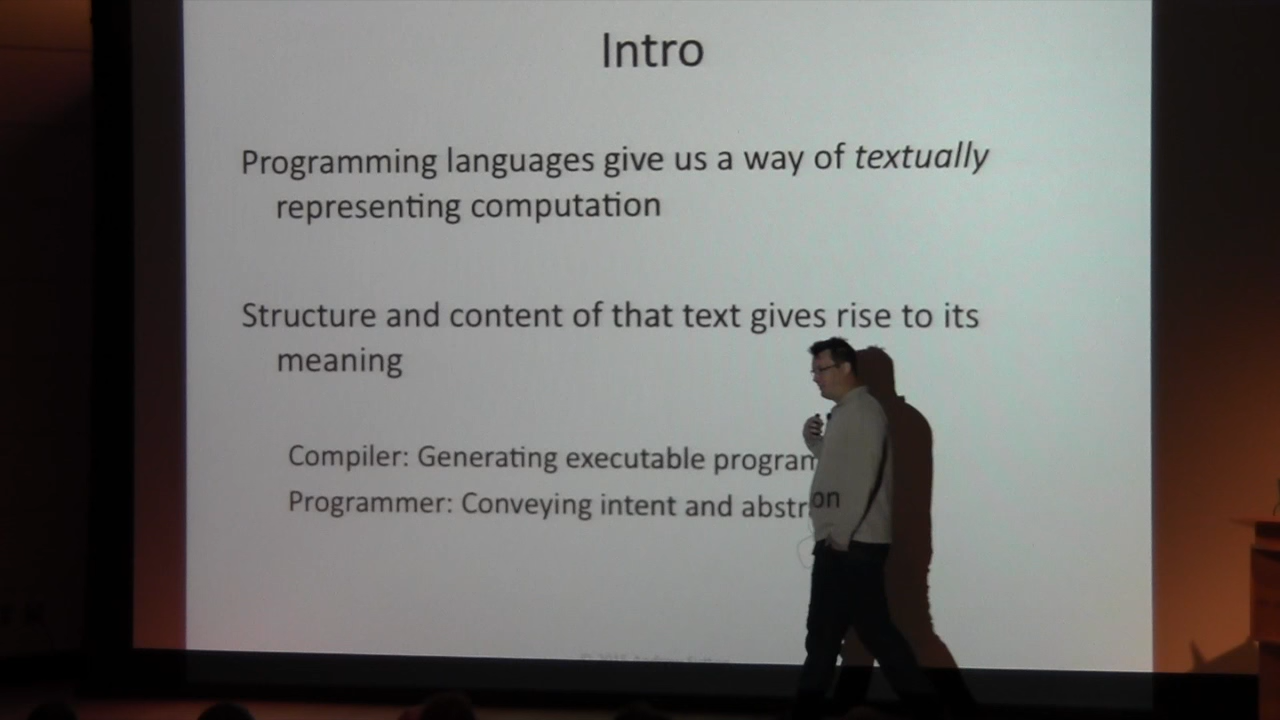 Intro
Programming languages give us a way of textually
representing computation
Structure and content of that text gives rise to its
meaning
Compiler: Generating executable program
Programmer: Conveying intent and abstr on